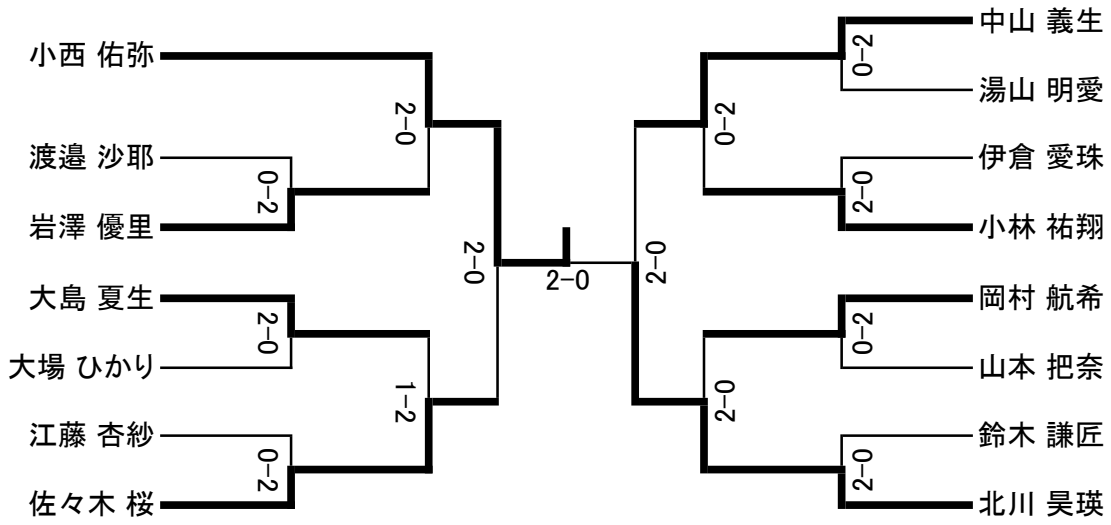 小西 佑弥
渡邉 沙耶
岩澤 優里
大島 夏生
大場 ひかり
江藤 杏紗
佐々木 桜
0-2
2-0
0-2
2-0
1-2
2-0
2-0
2-0
0-2
2-0
0-2
2-0
0-2
2-0
中山 義生
湯山 明愛
伊倉 愛珠
小林 祐翔
岡村 航希
山本 把奈
鈴木 謙匠
北川 昊瑛